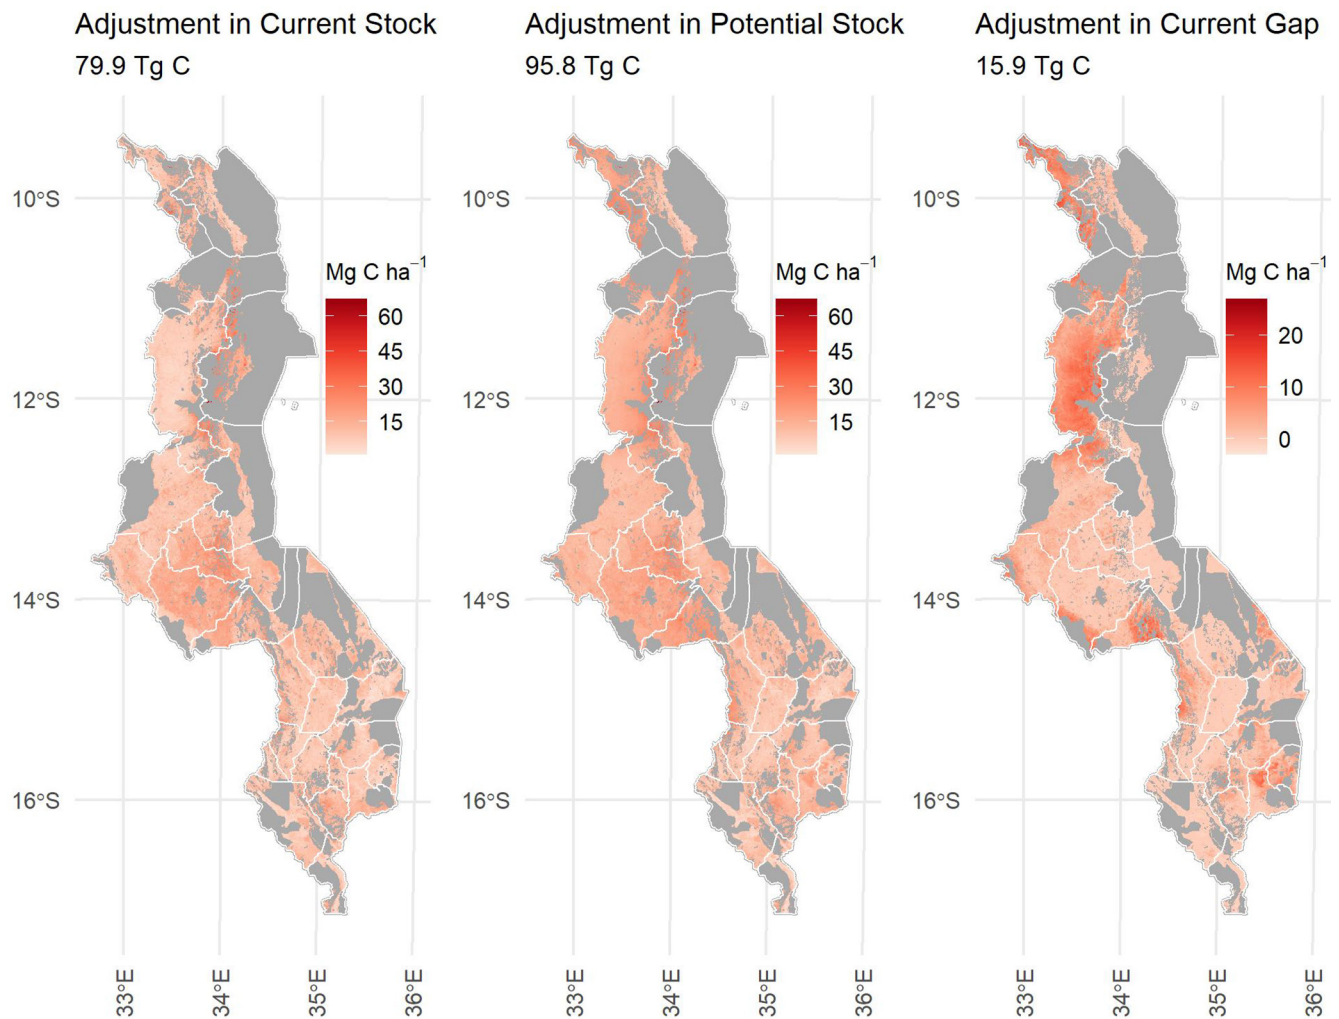 Adjustment in Current Stock
79.9 Tg C
10°S
12°S
14°S
16°S
Mg C ha⁻¹
60
45
30
15
33°E
34°E
35°E
36°E
Adjustment in Potential Stock
95.8 Tg C
10°S
12°S
14°S
16°S
Mg C ha⁻¹
60
45
30
15
33°E
34°E
35°E
36°E
Adjustment in Current Gap
15.9 Tg C
10°S
12°S
14°S
16°S
Mg C ha⁻¹
20
10
0
33°E
34°E
35°E
36°E